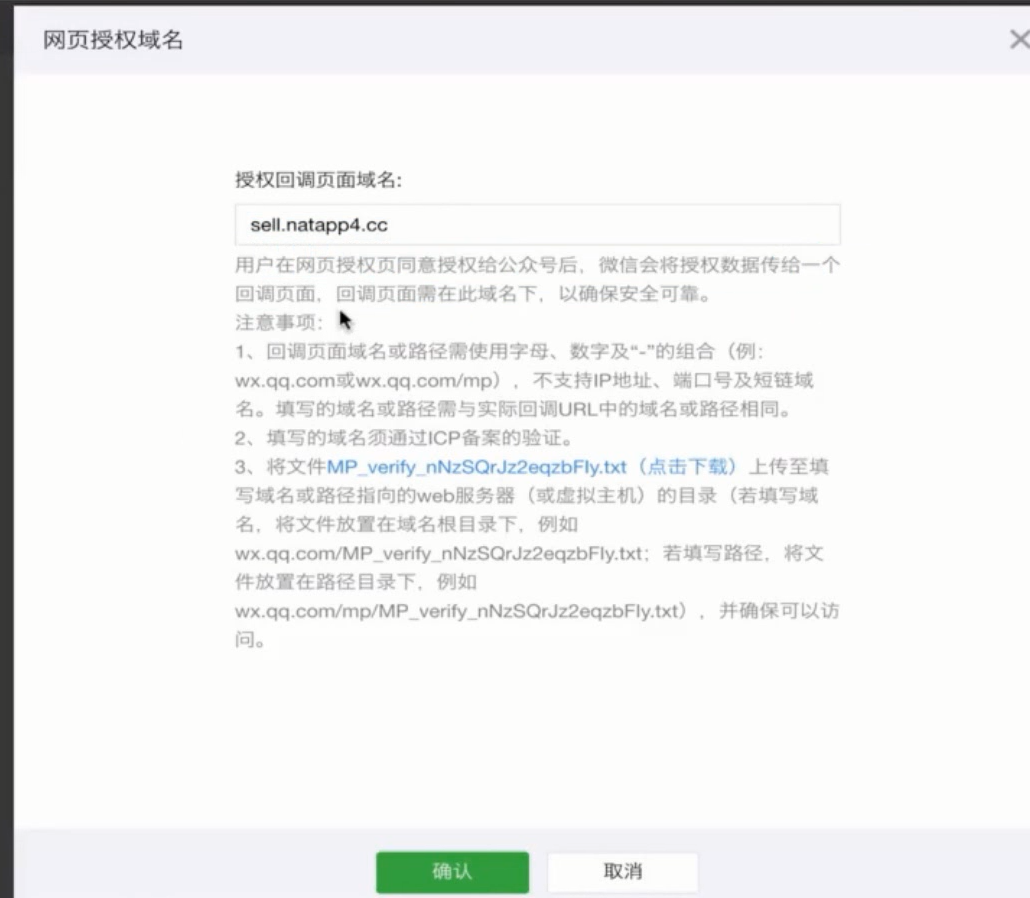 网页授权域名
授权回调页面域名:
sell.natapp4.cc
用户在网页授权页同意授权给公众号后，微信会将授权数据传给一个
回调页面，回调页面需在此域名下，以确保安全可靠。
注意事项：
1、回调页面域名或路径需使用字母、数字及“-”的组合（例：
wx.qq.com或wx.qq.com/mp），不支持IP地址、端口号及短链域
名。填写的域名或路径需与实际回调URL中的域名或路径相同。
2、填写的域名须通过ICP备案的验证。
3、将文件MP_verify_nNzSQrJz2eqzbFIy.txt（点击下载）上传至填
写域名或路径指向的web服务器（或虚拟主机）的目录（若填写域
名，将文件放置在域名根目录下，例如
wx.qq.com/MP_verify_nNzSQrJz2eqzbFIy.txt；若填写路径，将文
件放置在路径目录下，例如
wx.qq.com/mp/MP_verify_nNzSQrJz2eqzbFIy.txt），并确保可以访
问。
确认
取消